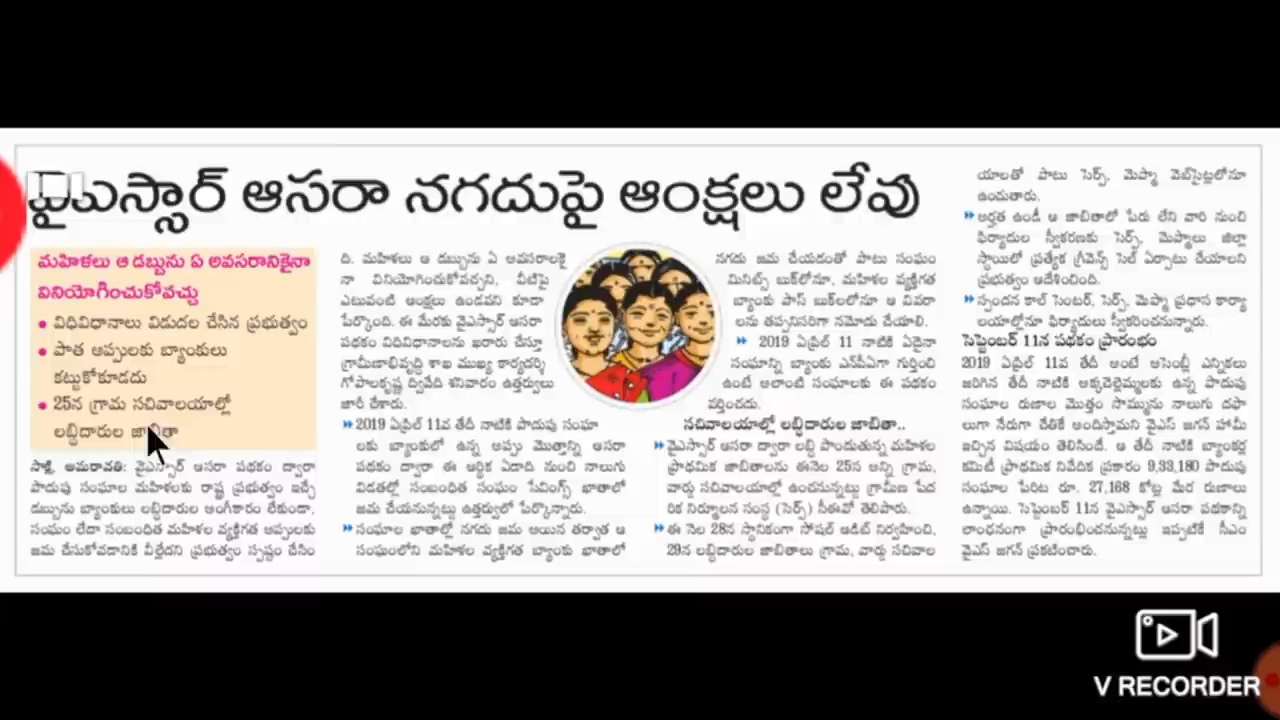 వైఎస్సార్ ఆసరా నగదుపై ఆంక్షలు లేవు
మహిళలు ఆ డబ్బును ఏ అవసరానికైనా
వినియోగించుకోవచ్చు
• విధివిధానాలు విడుదల చేసిన ప్రభుత్వం
• పాత అప్పులకు బ్యాంకులు
కట్టుకోకూడదు
• 25న గ్రామ సచివాలయాల్లో
లబ్ధిదారుల జాబితా
సాక్షి, అమరావతి: వైఎస్సార్ ఆసరా పథకం ద్వారా
పొదుపు సంఘాల మహిళలకు రాష్ట్ర ప్రభుత్వం ఇచ్చే
డబ్బును బ్యాంకులు లబ్ధిదారుల అంగీకారం లేకుండా,
సంఘం లేదా సంబంధిత మహిళల వ్యక్తిగత అప్పులకు
జమ చేసుకోవడానికి వీల్లేదని ప్రభుత్వం స్పష్టం చేసిం
ది. మహిళలు ఆ డబ్బును ఏ అవసరాలకై
నా వినియోగించుకోవచ్చని, వీటిపై
ఎటువంటి ఆంక్షలు ఉండవని కూడా
పేర్కొంది. ఈ మేరకు వైఎస్సార్ ఆసరా
పథకం విధివిధానాలను ఖరారు చేస్తూ
గ్రామీణాభివృద్ధి శాఖ ముఖ్య కార్యదర్శి
గోపాలకృష్ణ ద్వివేది శనివారం ఉత్తర్వులు
జారీ చేశారు.
» 2019 ఏప్రిల్ 11వ తేదీ నాటికి పొదుపు సంఘా
లకు బ్యాంకులో ఉన్న అప్పు మొత్తాన్ని ఆసరా
పథకం ద్వారా ఈ ఆర్థిక ఏడాది నుంచి నాలుగు
విడతల్లో సంబంధిత సంఘం సేవింగ్స్ ఖాతాలో
జమ చేయనున్నట్టు ఉత్తర్వులో పేర్కొన్నారు.
» సంఘాల ఖాతాల్లో నగదు జమ అయిన తర్వాత ఆ
సంఘంలోని మహిళల వ్యక్తిగత బ్యాంకు ఖాతాలో
నగదు జమ చేయడంతో పాటు సంఘం
మినిట్స్ బుక్‌లోనూ, మహిళల వ్యక్తిగత
బ్యాంకు పాస్ బుక్‌లలోనూ ఆ వివరా
లను తప్పనిసరిగా నమోదు చేయాలి.
» 2019 ఏప్రిల్ 11 నాటికి ఏదైనా
సంఘాన్ని బ్యాంకు ఎన్‌పీఏగా గుర్తించి
ఉంటే అలాంటి సంఘాలకు ఈ పథకం
వర్తించదు.
సచివాలయాల్లో లబ్ధిదారుల జాబితా..
» వైఎస్సార్ ఆసరా ద్వారా లబ్ధి పొందుతున్న మహిళల
ప్రాథమిక జాబితాలను ఈనెల 25న అన్ని గ్రామ,
వార్డు సచివాలయాల్లో ఉంచనున్నట్టు గ్రామీణ పేద
రిక నిర్మూలన సంస్థ (సెర్ప్) సీఈవో తెలిపారు.
» ఈ నెల 28న స్థానికంగా సోషల్ ఆడిట్ నిర్వహించి,
29న లబ్ధిదారుల జాబితాలు గ్రామ, వార్డు సచివాల
యాలతో పాటు సెర్ప్, మెప్మా వెబ్‌సైట్లలోనూ
ఉంచుతారు.
» అర్హత ఉండీ ఆ జాబితాలో పేరు లేని వారి నుంచి
ఫిర్యాదుల స్వీకరణకు సెర్ప్, మెప్మాలు జిల్లా
స్థాయిలో ప్రత్యేక గ్రీవెన్స్ సెల్ ఏర్పాటు చేయాలని
ప్రభుత్వం ఆదేశించింది.
» స్పందన కాల్ సెంటర్, సెర్ప్, మెప్మా ప్రధాన కార్యా
లయాల్లోనూ ఫిర్యాదులు స్వీకరించనున్నారు.
సెప్టెంబర్ 11న పథకం ప్రారంభం
2019 ఏప్రిల్ 11వ తేదీ అంటే అసెంబ్లీ ఎన్నికలు
జరిగిన తేదీ నాటికి అక్కచెల్లెమ్మలకు ఉన్న పొదుపు
సంఘాల రుణాల మొత్తం సొమ్మును నాలుగు దఫా
లుగా నేరుగా చేతికే అందిస్తామని వైఎస్ జగన్ హామీ
ఇచ్చిన విషయం తెలిసిందే. ఆ తేదీ నాటికి బ్యాంకర్ల
కమిటీ ప్రాథమిక నివేదిక ప్రకారం 9,33,180 పొదుపు
సంఘాల పేరిట రూ. 27,168 కోట్ల మేర రుణాలు
ఉన్నాయి. సెప్టెంబర్ 11న వైఎస్సార్ ఆసరా పథకాన్ని
లాంఛనంగా ప్రారంభించనున్నట్లు ఇప్పటికే సీఎం
వైఎస్ జగన్ ప్రకటించారు.
V RECORDER